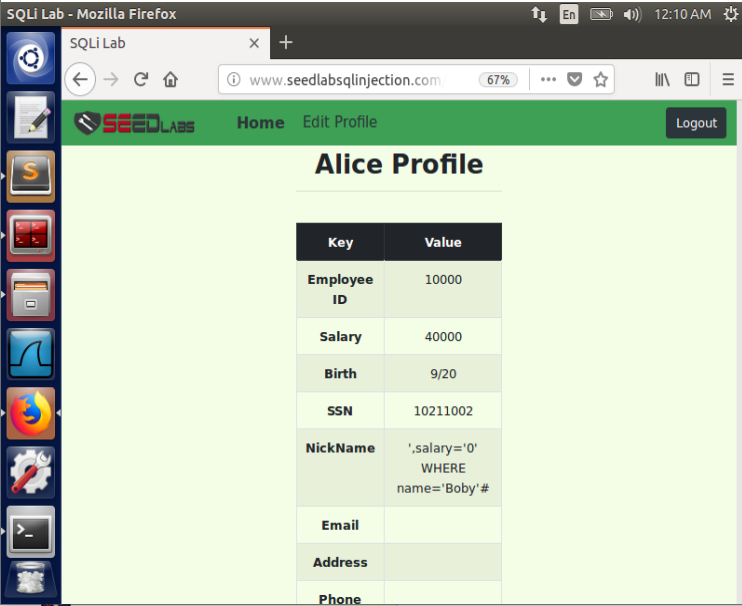 SQLi Lab - Mozilla Firefox
En
12:10 AM
SQLi Lab
www.seedlabsqlinjection.com
67%
SEEDLABS
Home
Edit Profile
Logout
Alice Profile
Key
Value
Employee
ID
10000
Salary
40000
Birth
9/20
SSN
10211002
NickName
',salary='0'
WHERE
name='Boby'#
Email
Address
Phone